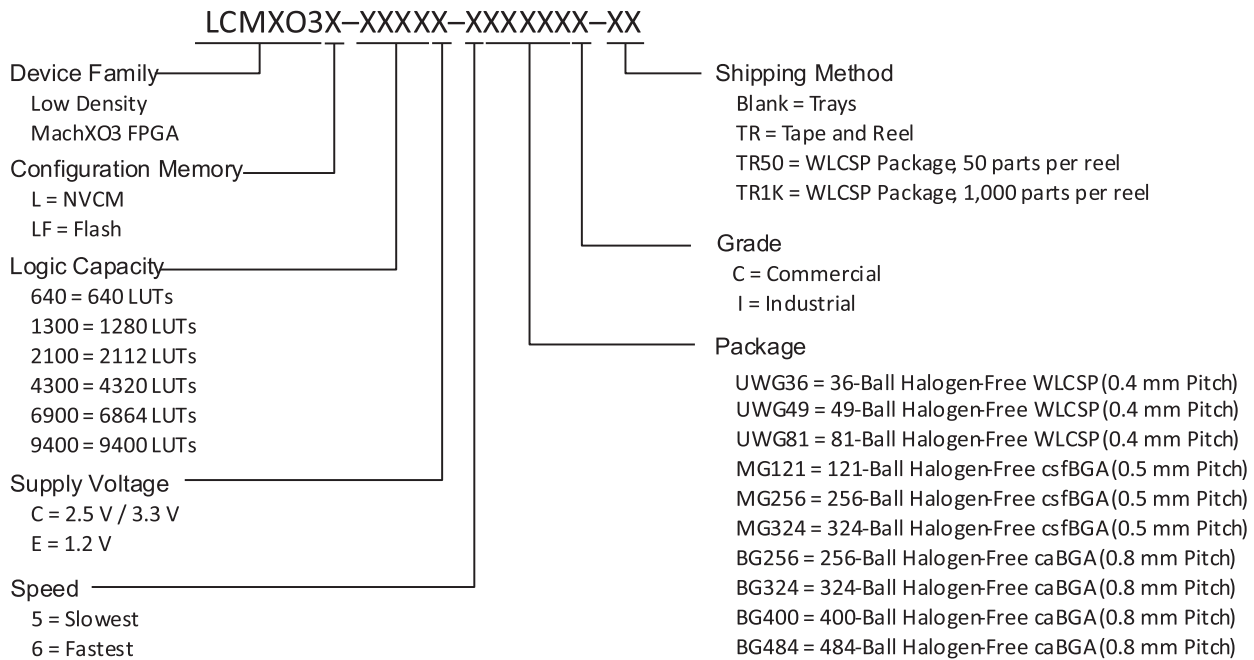 LCMXO3X–XXXXX–XXXXXXX–XX
Device Family
Low Density
MachXO3 FPGA
Configuration Memory
L = NVCM
LF = Flash
Logic Capacity
640 = 640 LUTs
1300 = 1280 LUTs
2100 = 2112 LUTs
4300 = 4320 LUTs
6900 = 6864 LUTs
9400 = 9400 LUTs
Supply Voltage
C = 2.5 V / 3.3 V
E = 1.2 V
Speed
5 = Slowest
6 = Fastest
Shipping Method
Blank = Trays
TR = Tape and Reel
TR50 = WLCSP Package, 50 parts per reel
TR1K = WLCSP Package, 1,000 parts per reel
Grade
C = Commercial
I = Industrial
Package
UWG36 = 36-Ball Halogen-Free WLCSP (0.4 mm Pitch)
UWG49 = 49-Ball Halogen-Free WLCSP (0.4 mm Pitch)
UWG81 = 81-Ball Halogen-Free WLCSP (0.4 mm Pitch)
MG121 = 121-Ball Halogen-Free csfBGA (0.5 mm Pitch)
MG256 = 256-Ball Halogen-Free csfBGA (0.5 mm Pitch)
MG324 = 324-Ball Halogen-Free csfBGA (0.5 mm Pitch)
BG256 = 256-Ball Halogen-Free caBGA (0.8 mm Pitch)
BG324 = 324-Ball Halogen-Free caBGA (0.8 mm Pitch)
BG400 = 400-Ball Halogen-Free caBGA (0.8 mm Pitch)
BG484 = 484-Ball Halogen-Free caBGA (0.8 mm Pitch)